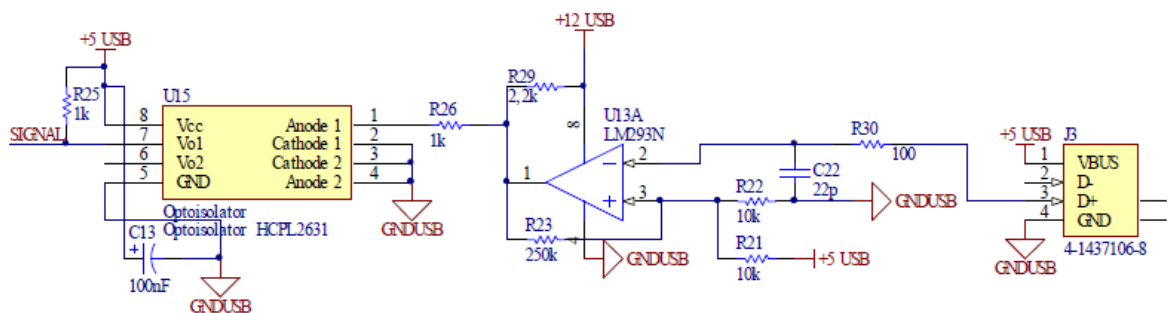 +12 USB
+5 USB
R25
1k
U15
SIGNAL
8
7
6
5
Vcc
Vo1
Vo2
GND
Anode 1
Cathode 1
Cathode 2
Anode 2
1
2
3
4
Optoisolator
Optoisolator HCPL2631
C13
+
100nF
GNDUSB
GNDUSB
R26
1k
R29
2,2k
U13A
LM293N
8
1
2
3
4
R23
250k
GNDUSB
R22
10k
R21
10k
+5 USB
C22
22p
GNDUSB
R30
100
+5 USB
J3
1
2
3
4
VBUS
D-
D+
GND
GNDUSB
4-1437106-8